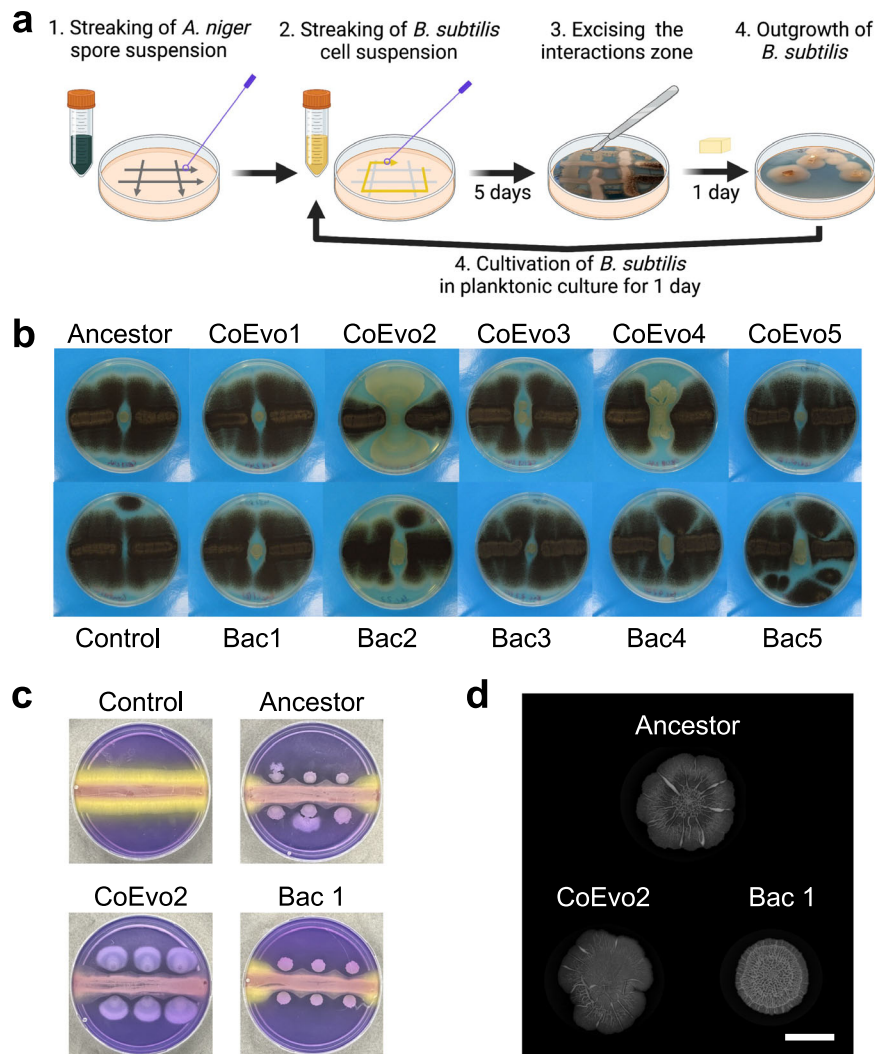 a
1. Streaking of A. niger
spore suspension
2. Streaking of B. subtilis
cell suspension
3. Excising the
interactions zone
4. Outgrowth of
B. subtilis
5 days
1 day
4. Cultivation of B. subtilis
in planktonic culture for 1 day
b
Ancestor CoEvo1 CoEvo2 CoEvo3 CoEvo4 CoEvo5
Control Bac1 Bac2 Bac3 Bac4 Bac5
c
Control Ancestor
CoEvo2 Bac 1
d
Ancestor
CoEvo2 Bac 1